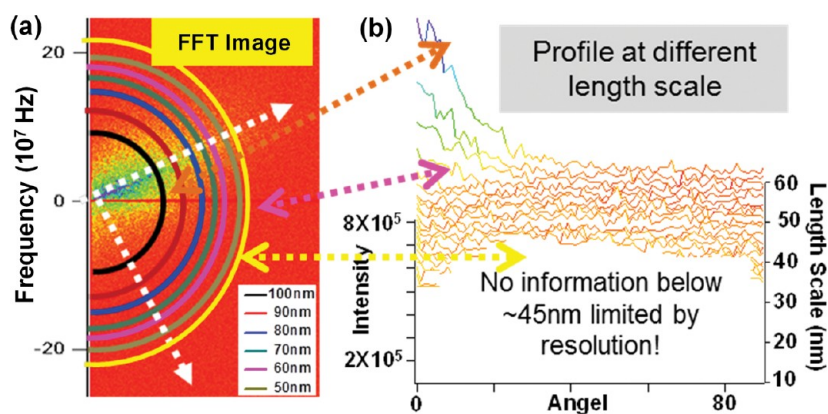 (a)
FFT Image
Frequency (10⁷ Hz)
20
0
-20
100nm
90nm
80nm
70nm
60nm
50nm
(b)
Profile at different
length scale
8X10⁵
2X10⁵
Intensity
No information below
~45nm limited by
resolution!
60
50
40
30
20
10
Length Scale (nm)
0
Angel
80